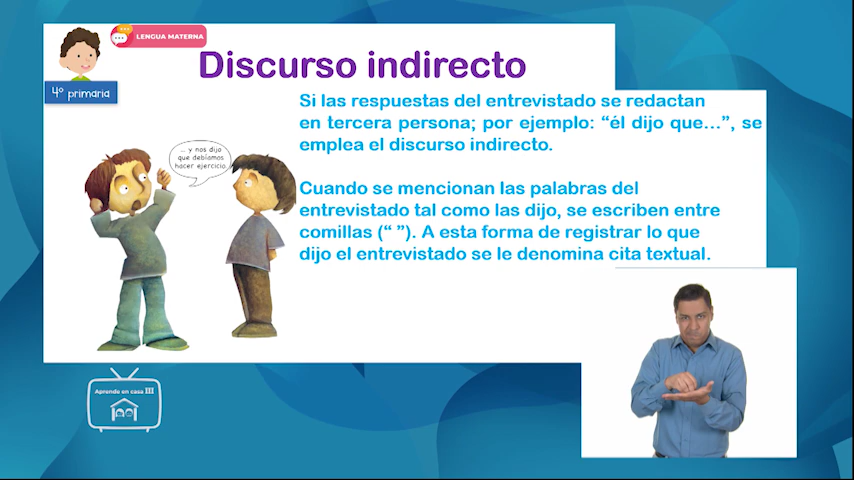 LENGUA MATERNA
4º primaria
Discurso indirecto
Si las respuestas del entrevistado se redactan
en tercera persona; por ejemplo: “él dijo que...”, se
emplea el discurso indirecto.
Cuando se mencionan las palabras del
entrevistado tal como las dijo, se escriben entre
comillas (“ ”). A esta forma de registrar lo que
dijo el entrevistado se le denomina cita textual.
... y nos dijo
que debíamos
hacer ejercicio.
Aprende en casa III